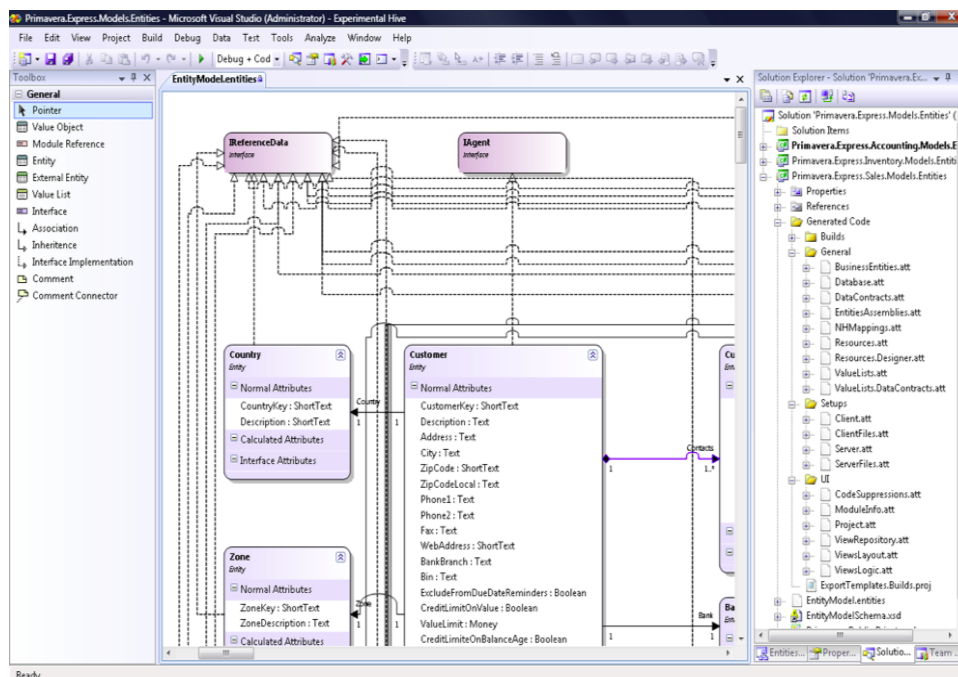 Primavera.Express.Models.Entities - Microsoft Visual Studio (Administrator) - Experimental Hive
File Edit View Project Build Debug Data Test Tools Analyze Window Help
Debug + Cod
Toolbox
General
Pointer
Value Object
Module Reference
Entity
External Entity
Value List
Interface
Association
Inheritence
Interface Implementation
Comment
Comment Connector
EntityModel.entities
IReferenceData
Interface
IAgent
Interface
Country
Entity
Normal Attributes
CountryKey : ShortText
Description : ShortText
Calculated Attributes
Interface Attributes
Country
1
1
Customer
Entity
Normal Attributes
CustomerKey : ShortText
Description : Text
Address : Text
City : Text
ZipCode : ShortText
ZipCodeLocal : Text
Phone1 : Text
Phone2 : Text
Fax : Text
WebAddress : ShortText
BankBranch : Text
Bin : Text
ExcludeFromDueDateReminders : Boolean
CreditLimitOnValue : Boolean
ValueLimit : Money
CreditLimiteOnBalanceAge : Boolean
Cu
Contacts
1
1..*
Zone
Entity
Normal Attributes
ZoneKey : ShortText
ZoneDescription : Text
Calculated Attributes
Zone
1
1
Bank
1
1
Ba
Solution Explorer - Solution 'Primavera.Ex...
Solution 'Primavera.Express.Models.Entities' (
Solution Items
Primavera.Express.Accounting.Models.E
Primavera.Express.Inventory.Models.Entiti
Primavera.Express.Sales.Models.Entities
Properties
References
Generated Code
Builds
General
BusinessEntities.att
Database.att
DataContracts.att
EntitiesAssemblies.att
NHMappings.att
Resources.att
Resources.Designer.att
ValueLists.att
ValueLists.DataContracts.att
Setups
Client.att
ClientFiles.att
Server.att
ServerFiles.att
UI
CodeSuppressions.att
ModuleInfo.att
Project.att
ViewRepository.att
ViewsLayout.att
ViewsLogic.att
ExportTemplates.Builds.proj
EntityModel.entities
EntityModelSchema.xsd
Entities...
Proper...
Solutio...
Team ...
Ready